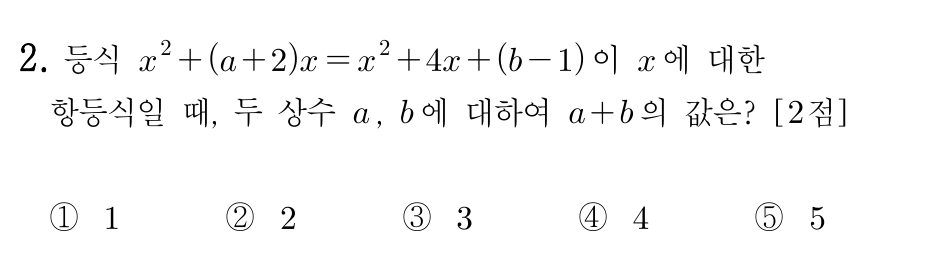 2. 등식 x²+(a+2)x=x²+4x+(b-1)이 x에 대한
항등식일 때, 두 상수 a, b에 대하여 a+b의 값은? [2점]
① 1 ② 2 ③ 3 ④ 4 ⑤ 5